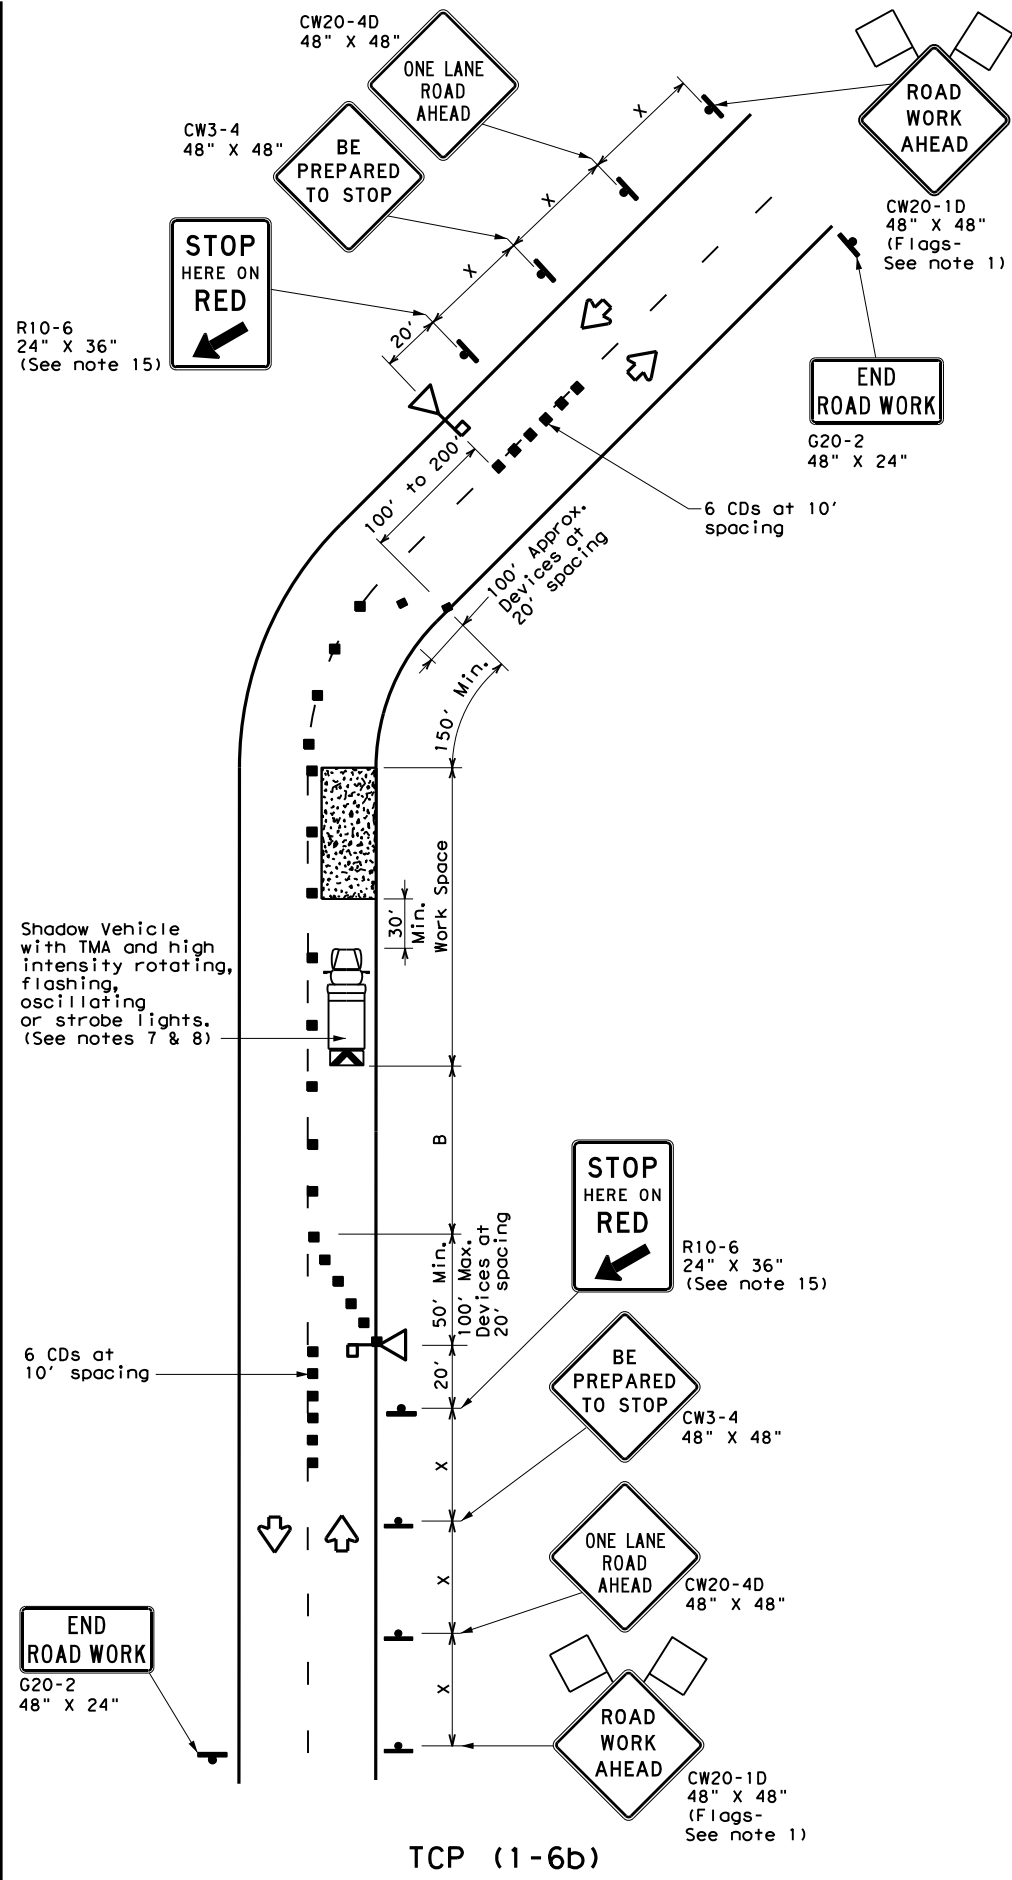 CW20-4D
48" X 48"
ONE LANE
ROAD
AHEAD
CW3-4
48" X 48"
BE
PREPARED
TO STOP
ROAD
WORK
AHEAD
CW20-1D
48" X 48"
(Flags-
See note 1)
STOP
HERE ON
RED
R10-6
24" X 36"
(See note 15)
X
X
X
20'
END
ROAD WORK
G20-2
48" X 24"
100' to 200'
6 CDs at 10'
spacing
100' Approx.
Devices at
20' spacing
150' Min.
Work Space
30'
Min.
Shadow Vehicle
with TMA and high
intensity rotating,
flashing,
oscillating
or strobe lights.
(See notes 7 & 8)
B
50' Min.
100' Max.
Devices at
20' spacing
STOP
HERE ON
RED
R10-6
24" X 36"
(See note 15)
6 CDs at
10' spacing
20'
BE
PREPARED
TO STOP
CW3-4
48" X 48"
X
ONE LANE
ROAD
AHEAD
CW20-4D
48" X 48"
X
END
ROAD WORK
G20-2
48" X 24"
X
ROAD
WORK
AHEAD
CW20-1D
48" X 48"
(Flags-
See note 1)
TCP (1-6b)